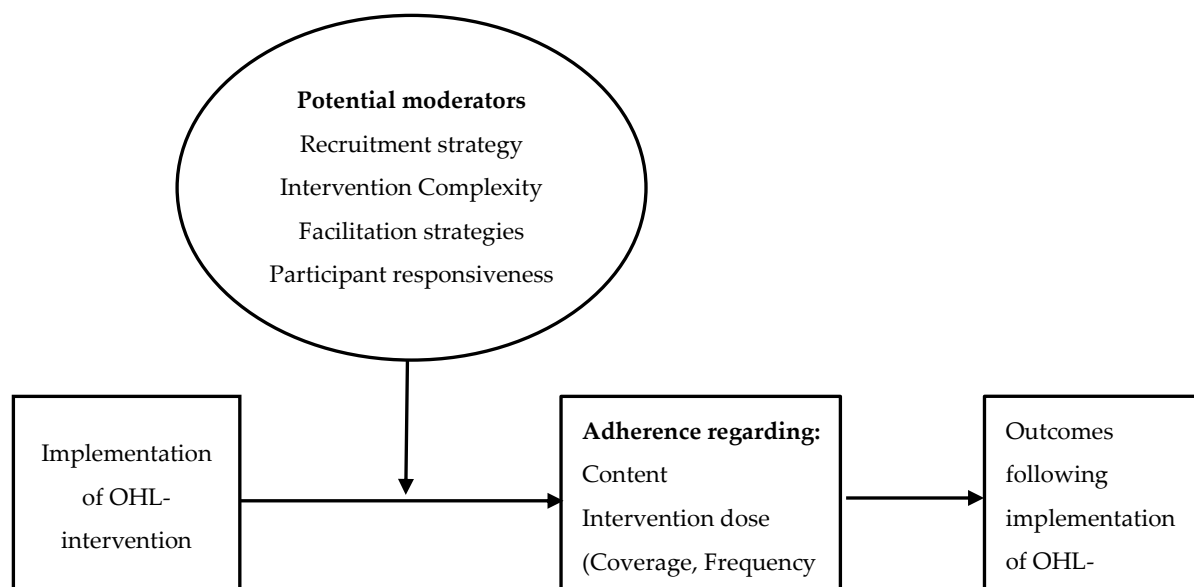 Potential moderators
Recruitment strategy
Intervention Complexity
Facilitation strategies
Participant responsiveness
Implementation
of OHL-
intervention
Adherence regarding:
Content
Intervention dose
(Coverage, Frequency
Outcomes
following
implementation
of OHL-